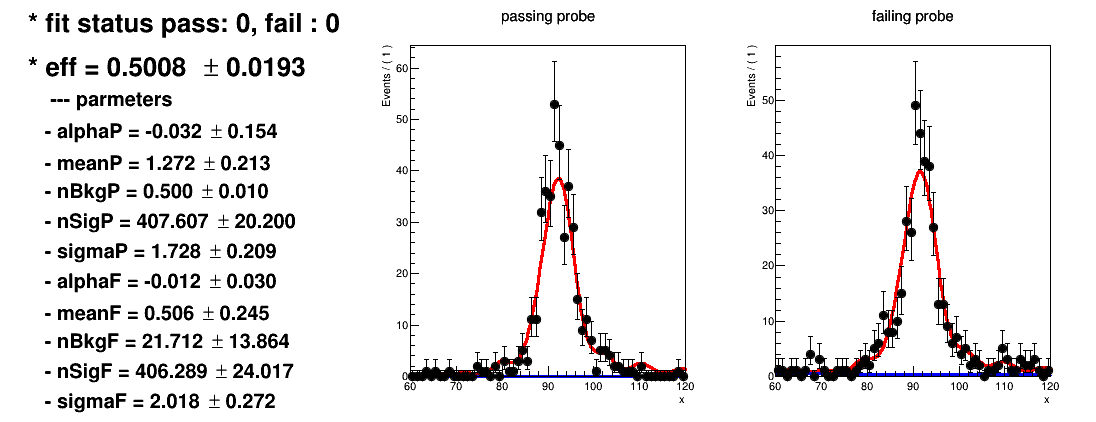 * fit status pass: 0, fail : 0
* eff = 0.5008 ± 0.0193
--- parmeters
- alphaP = -0.032 ± 0.154
- meanP = 1.272 ± 0.213
- nBkgP = 0.500 ± 0.010
- nSigP = 407.607 ± 20.200
- sigmaP = 1.728 ± 0.209
- alphaF = -0.012 ± 0.030
- meanF = 0.506 ± 0.245
- nBkgF = 21.712 ± 13.864
- nSigF = 406.289 ± 24.017
- sigmaF = 2.018 ± 0.272
passing probe
Events / ( 1 )
60
50
40
30
20
10
0
60 70 80 90 100 110 120
x
failing probe
Events / ( 1 )
50
40
30
20
10
0
60 70 80 90 100 110 120
x